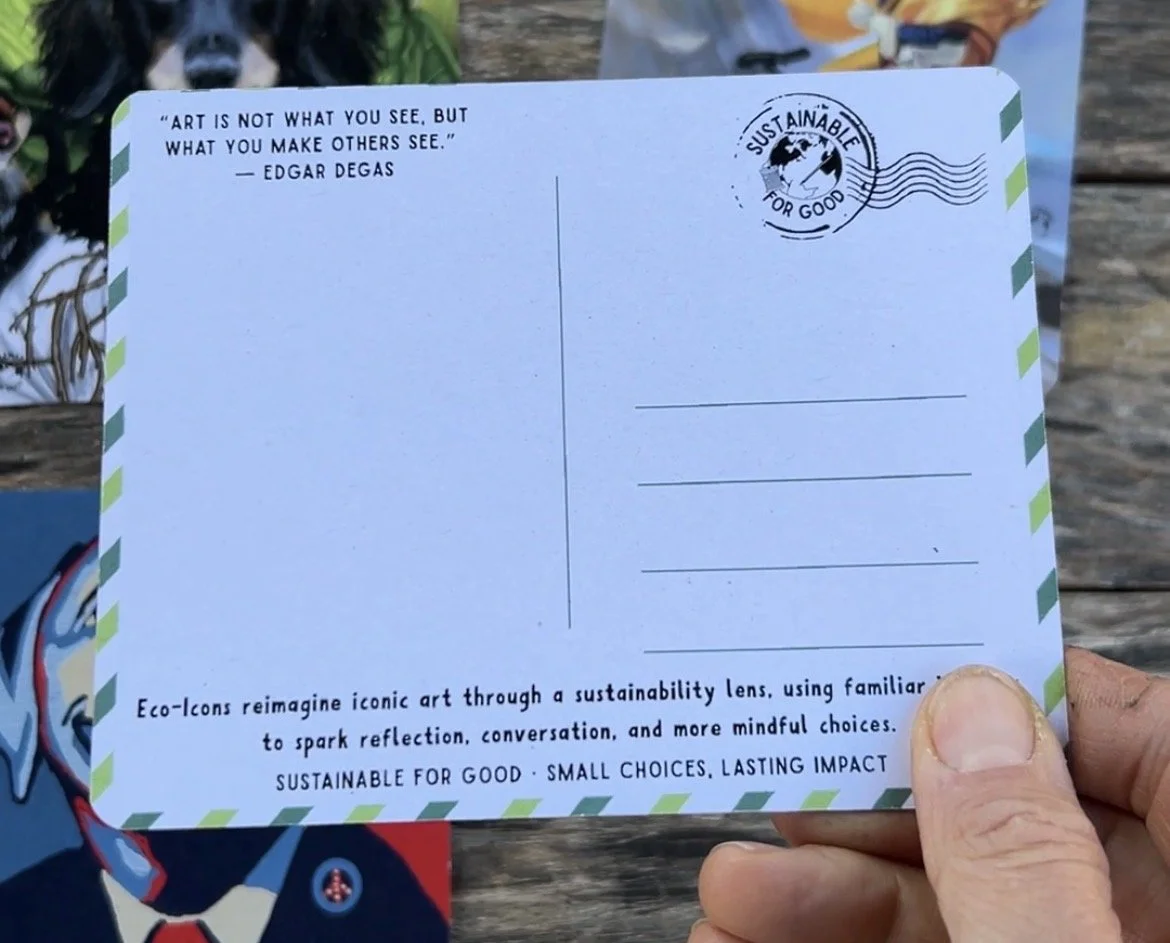 “ART IS NOT WHAT YOU SEE, BUT
WHAT YOU MAKE OTHERS SEE.”
— EDGAR DEGAS
SUSTAINABLE
FOR GOOD
Eco-Icons reimagine iconic art through a sustainability lens, using familiar
to spark reflection, conversation, and more mindful choices.
SUSTAINABLE FOR GOOD · SMALL CHOICES, LASTING IMPACT